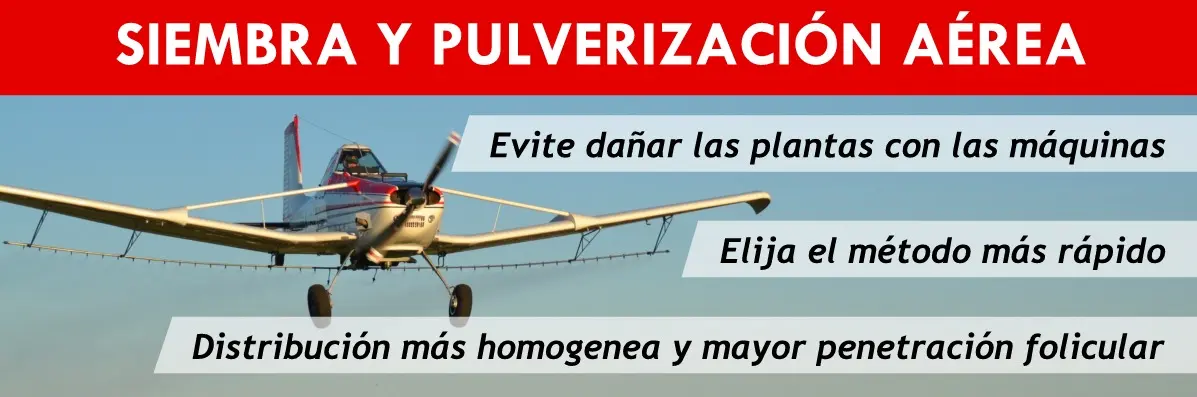 SIEMBRA Y PULVERIZACIÓN AÉREA
Evite dañar las plantas con las máquinas
Elija el método más rápido
Distribución más homogenea y mayor penetración folicular